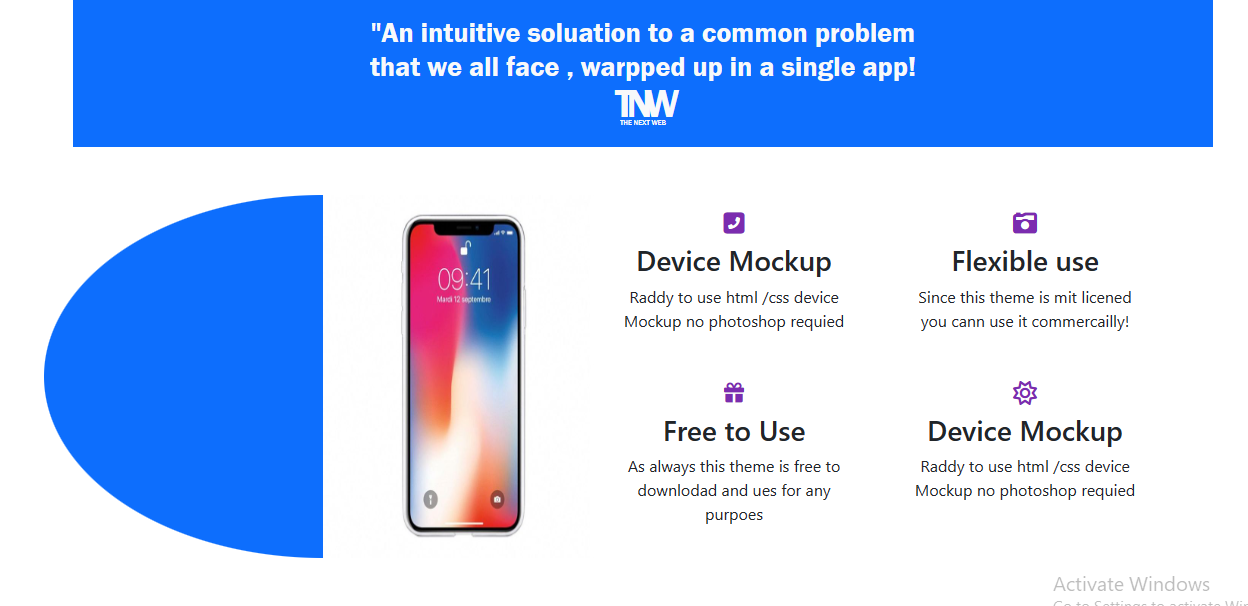 "An intuitive soluation to a common problem
that we all face , warpped up in a single app!
TNW
THE NEXT WEB
09:41
Mardi 12 septembre
Device Mockup
Raddy to use html /css device
Mockup no photoshop requied
Flexible use
Since this theme is mit licened
you cann use it commercailly!
Free to Use
As always this theme is free to
downlodad and ues for any
purpoes
Device Mockup
Raddy to use html /css device
Mockup no photoshop requied
Activate Windows
Go to Settings to activate Win